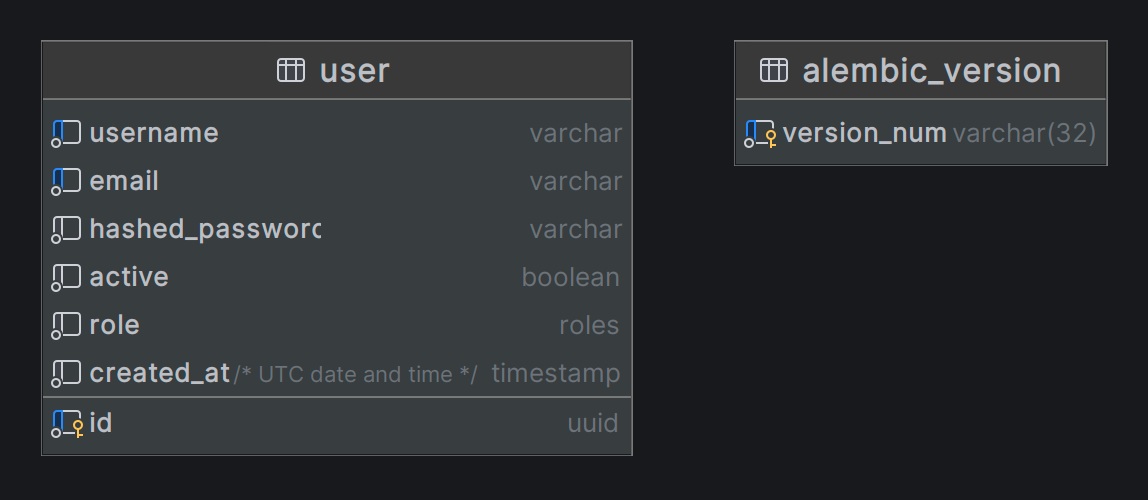 user
username varchar
email varchar
hashed_passworc varchar
active boolean
role roles
created_at /* UTC date and time */ timestamp
id uuid
alembic_version
version_num varchar(32)